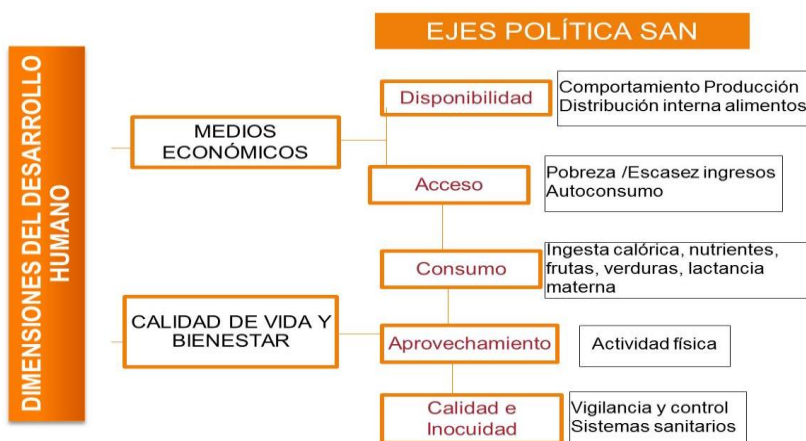 EJES POLÍTICA SAN
DIMENSIONES DEL DESARROLLO
HUMANO
MEDIOS
ECONÓMICOS
Disponibilidad
Comportamiento Producción
Distribución interna alimentos
Acceso
Pobreza /Escasez ingresos
Autoconsumo
Consumo
Ingesta calórica, nutrientes,
frutas, verduras, lactancia
materna
CALIDAD DE VIDA Y
BIENESTAR
Aprovechamiento
Actividad física
Calidad e
Inocuidad
Vigilancia y control
Sistemas sanitarios